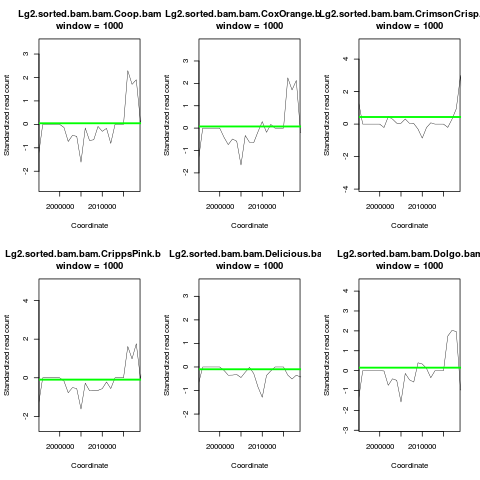 Lg2.sorted.bam.bam.Coop.bam
window = 1000
Standardized read count
3
2
1
0
-1
-2
2000000 2010000
Coordinate
Lg2.sorted.bam.bam.CoxOrange.b
window = 1000
Standardized read count
3
2
1
0
-1
-2
2000000 2010000
Coordinate
Lg2.sorted.bam.bam.CrimsonCrisp.
window = 1000
Standardized read count
4
2
0
-2
-4
2000000 2010000
Coordinate
Lg2.sorted.bam.bam.CrippsPink.b
window = 1000
Standardized read count
4
2
0
-2
2000000 2010000
Coordinate
Lg2.sorted.bam.bam.Delicious.ba
window = 1000
Standardized read count
3
2
1
0
-2
2000000 2010000
Coordinate
Lg2.sorted.bam.bam.Dolgo.bam
window = 1000
Standardized read count
4
3
2
1
0
-1
-2
-3
2000000 2010000
Coordinate